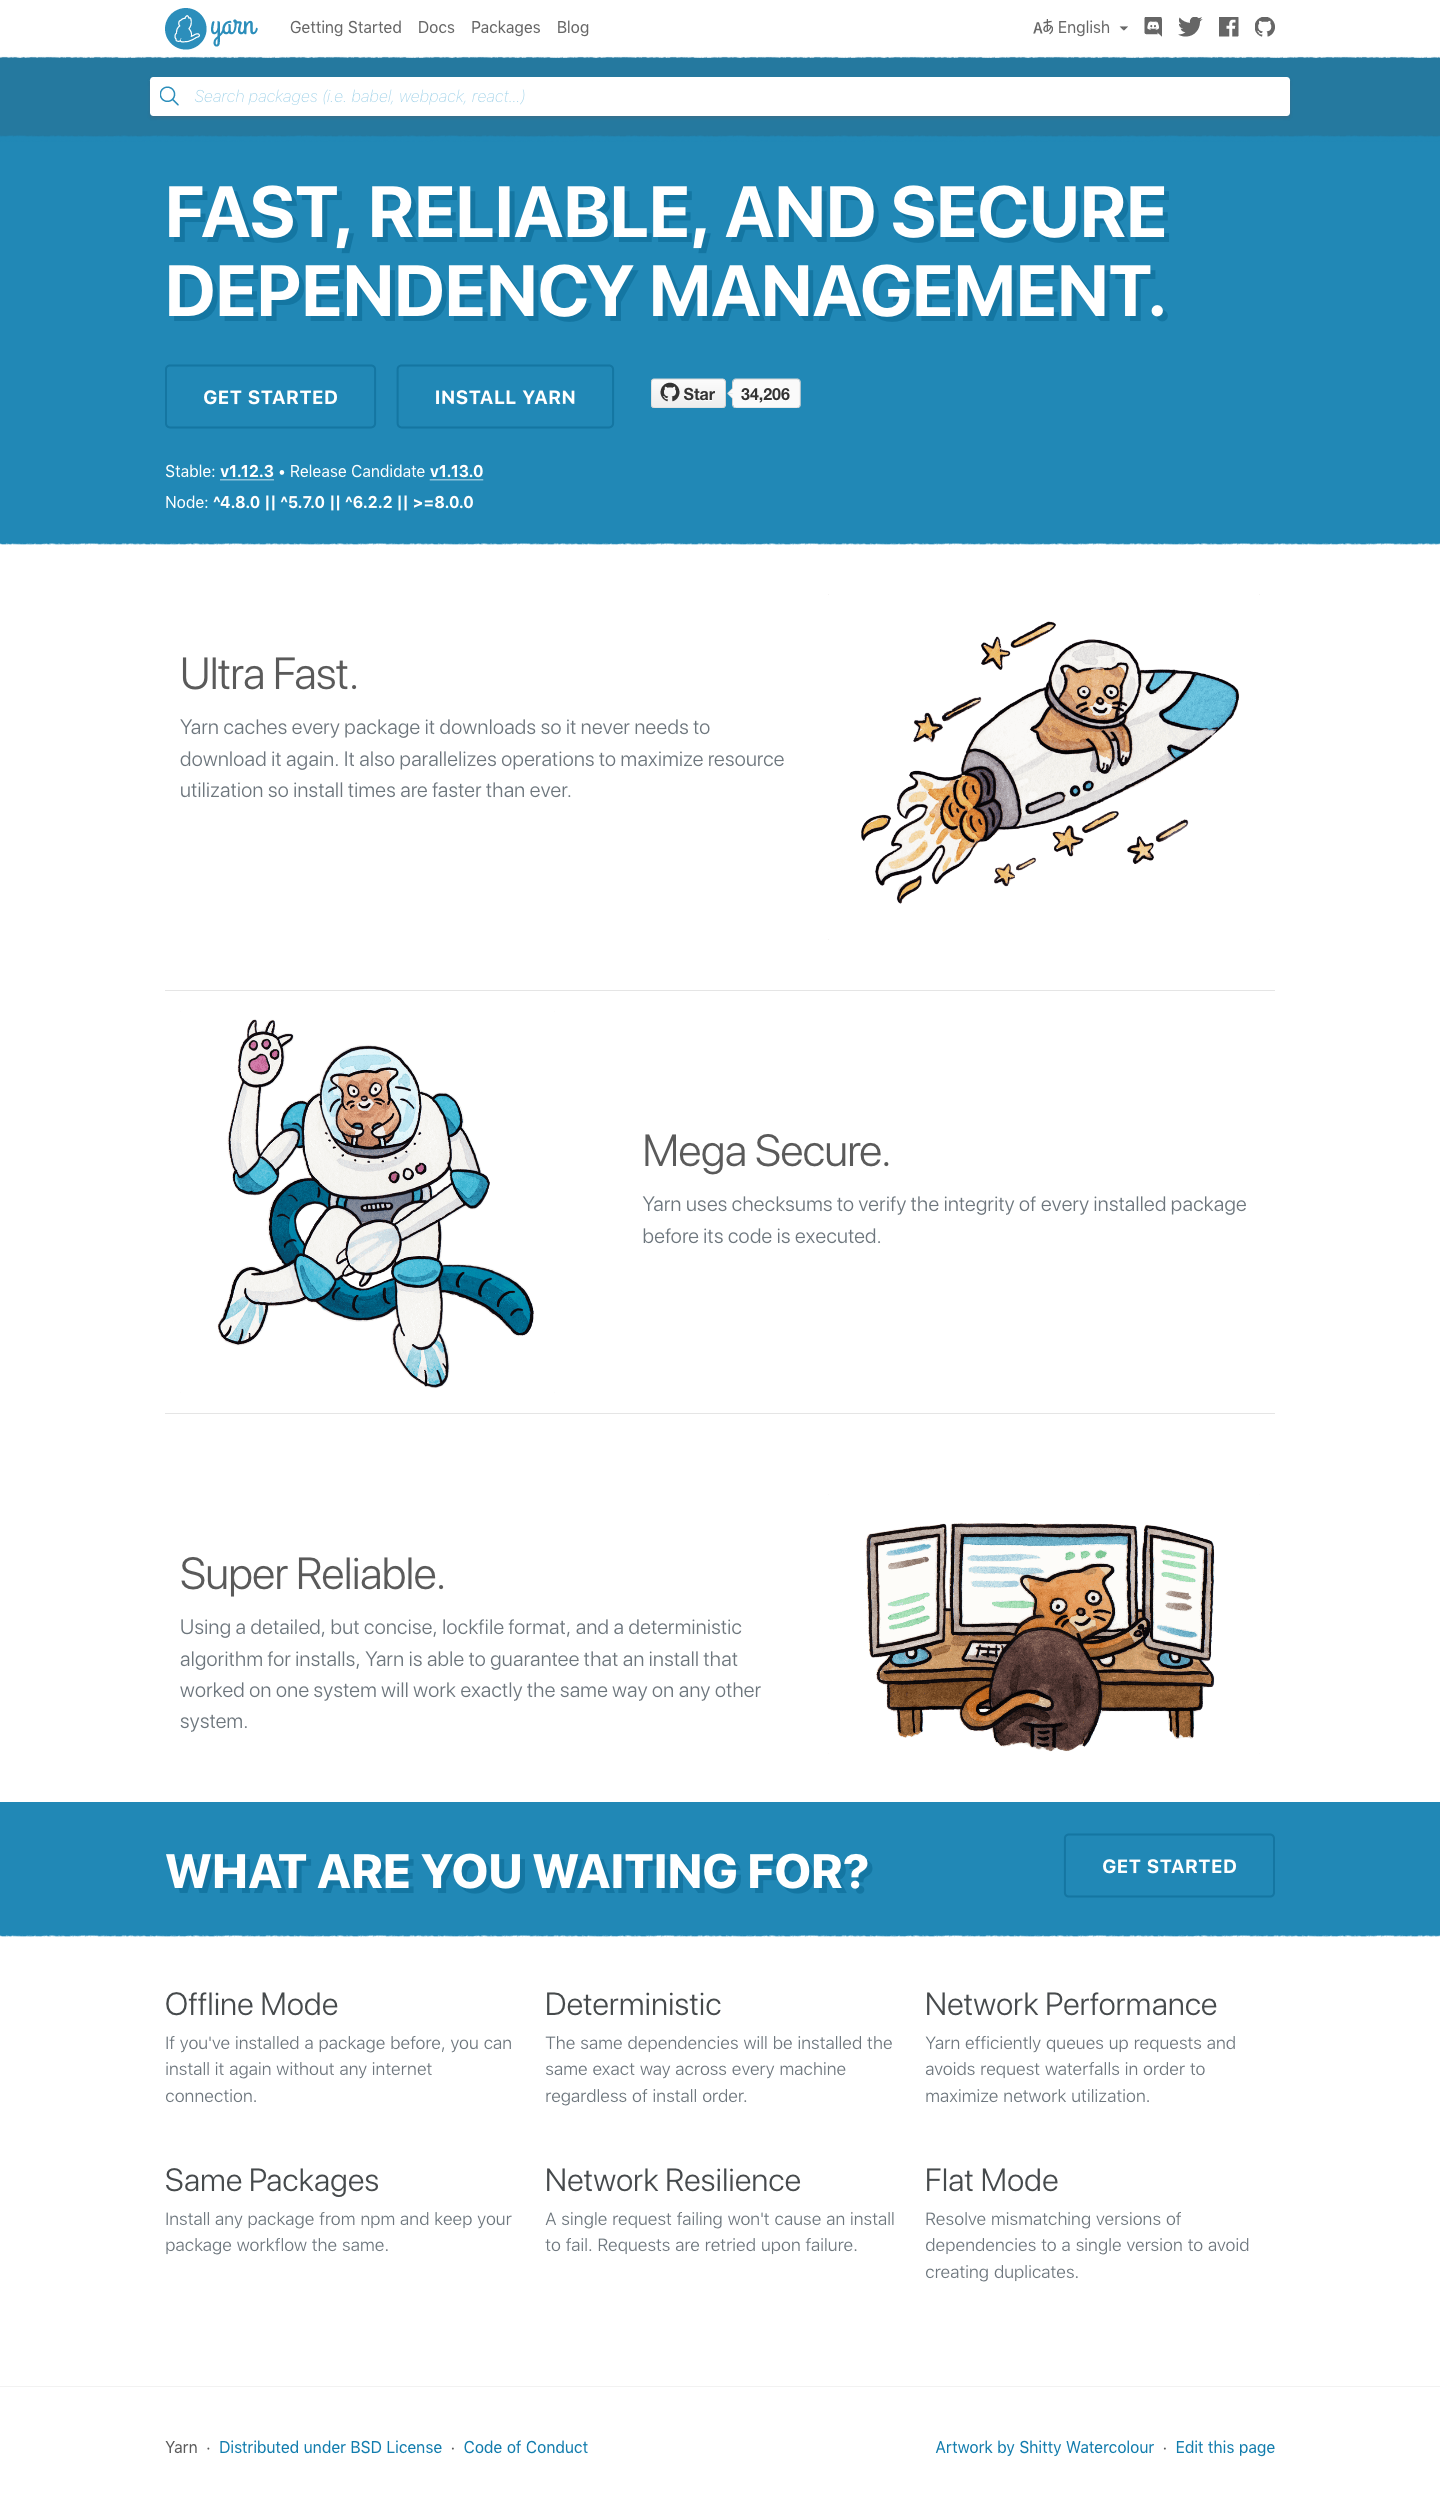 yarn Getting Started Docs Packages Blog Aあ English
Search packages (i.e. babel, webpack, react...)
FAST, RELIABLE, AND SECURE
DEPENDENCY MANAGEMENT.
GET STARTED INSTALL YARN Star 34,206
Stable: v1.12.3 • Release Candidate v1.13.0
Node: ^4.8.0 || ^5.7.0 || ^6.2.2 || >=8.0.0
Ultra Fast.
Yarn caches every package it downloads so it never needs to
download it again. It also parallelizes operations to maximize resource
utilization so install times are faster than ever.
Mega Secure.
Yarn uses checksums to verify the integrity of every installed package
before its code is executed.
Super Reliable.
Using a detailed, but concise, lockfile format, and a deterministic
algorithm for installs, Yarn is able to guarantee that an install that
worked on one system will work exactly the same way on any other
system.
WHAT ARE YOU WAITING FOR?
GET STARTED
Offline Mode
If you've installed a package before, you can
install it again without any internet
connection.
Deterministic
The same dependencies will be installed the
same exact way across every machine
regardless of install order.
Network Performance
Yarn efficiently queues up requests and
avoids request waterfalls in order to
maximize network utilization.
Same Packages
Install any package from npm and keep your
package workflow the same.
Network Resilience
A single request failing won't cause an install
to fail. Requests are retried upon failure.
Flat Mode
Resolve mismatching versions of
dependencies to a single version to avoid
creating duplicates.
Yarn · Distributed under BSD License · Code of Conduct
Artwork by Shitty Watercolour · Edit this page